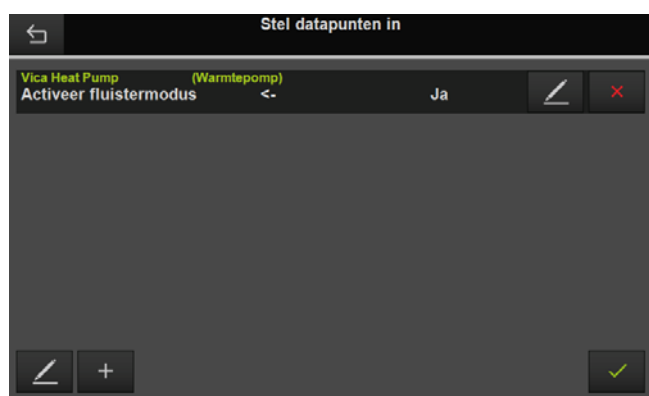 Stel datapunten in
Vica Heat Pump (Warmtepomp)
Activeer fluistermodus <- Ja